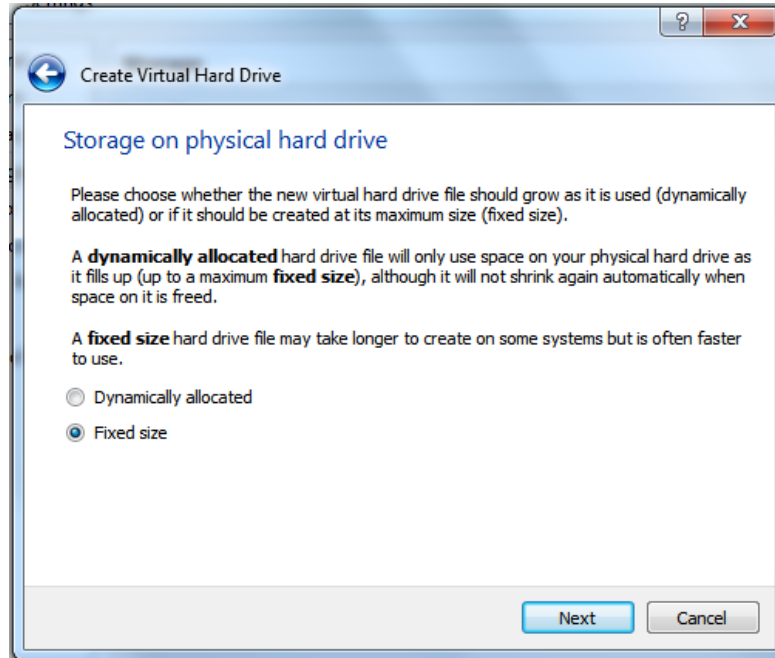 Create Virtual Hard Drive
Storage on physical hard drive
Please choose whether the new virtual hard drive file should grow as it is used (dynamically
allocated) or if it should be created at its maximum size (fixed size).
A dynamically allocated hard drive file will only use space on your physical hard drive as
it fills up (up to a maximum fixed size), although it will not shrink again automatically when
space on it is freed.
A fixed size hard drive file may take longer to create on some systems but is often faster
to use.
Dynamically allocated
Fixed size
Next Cancel